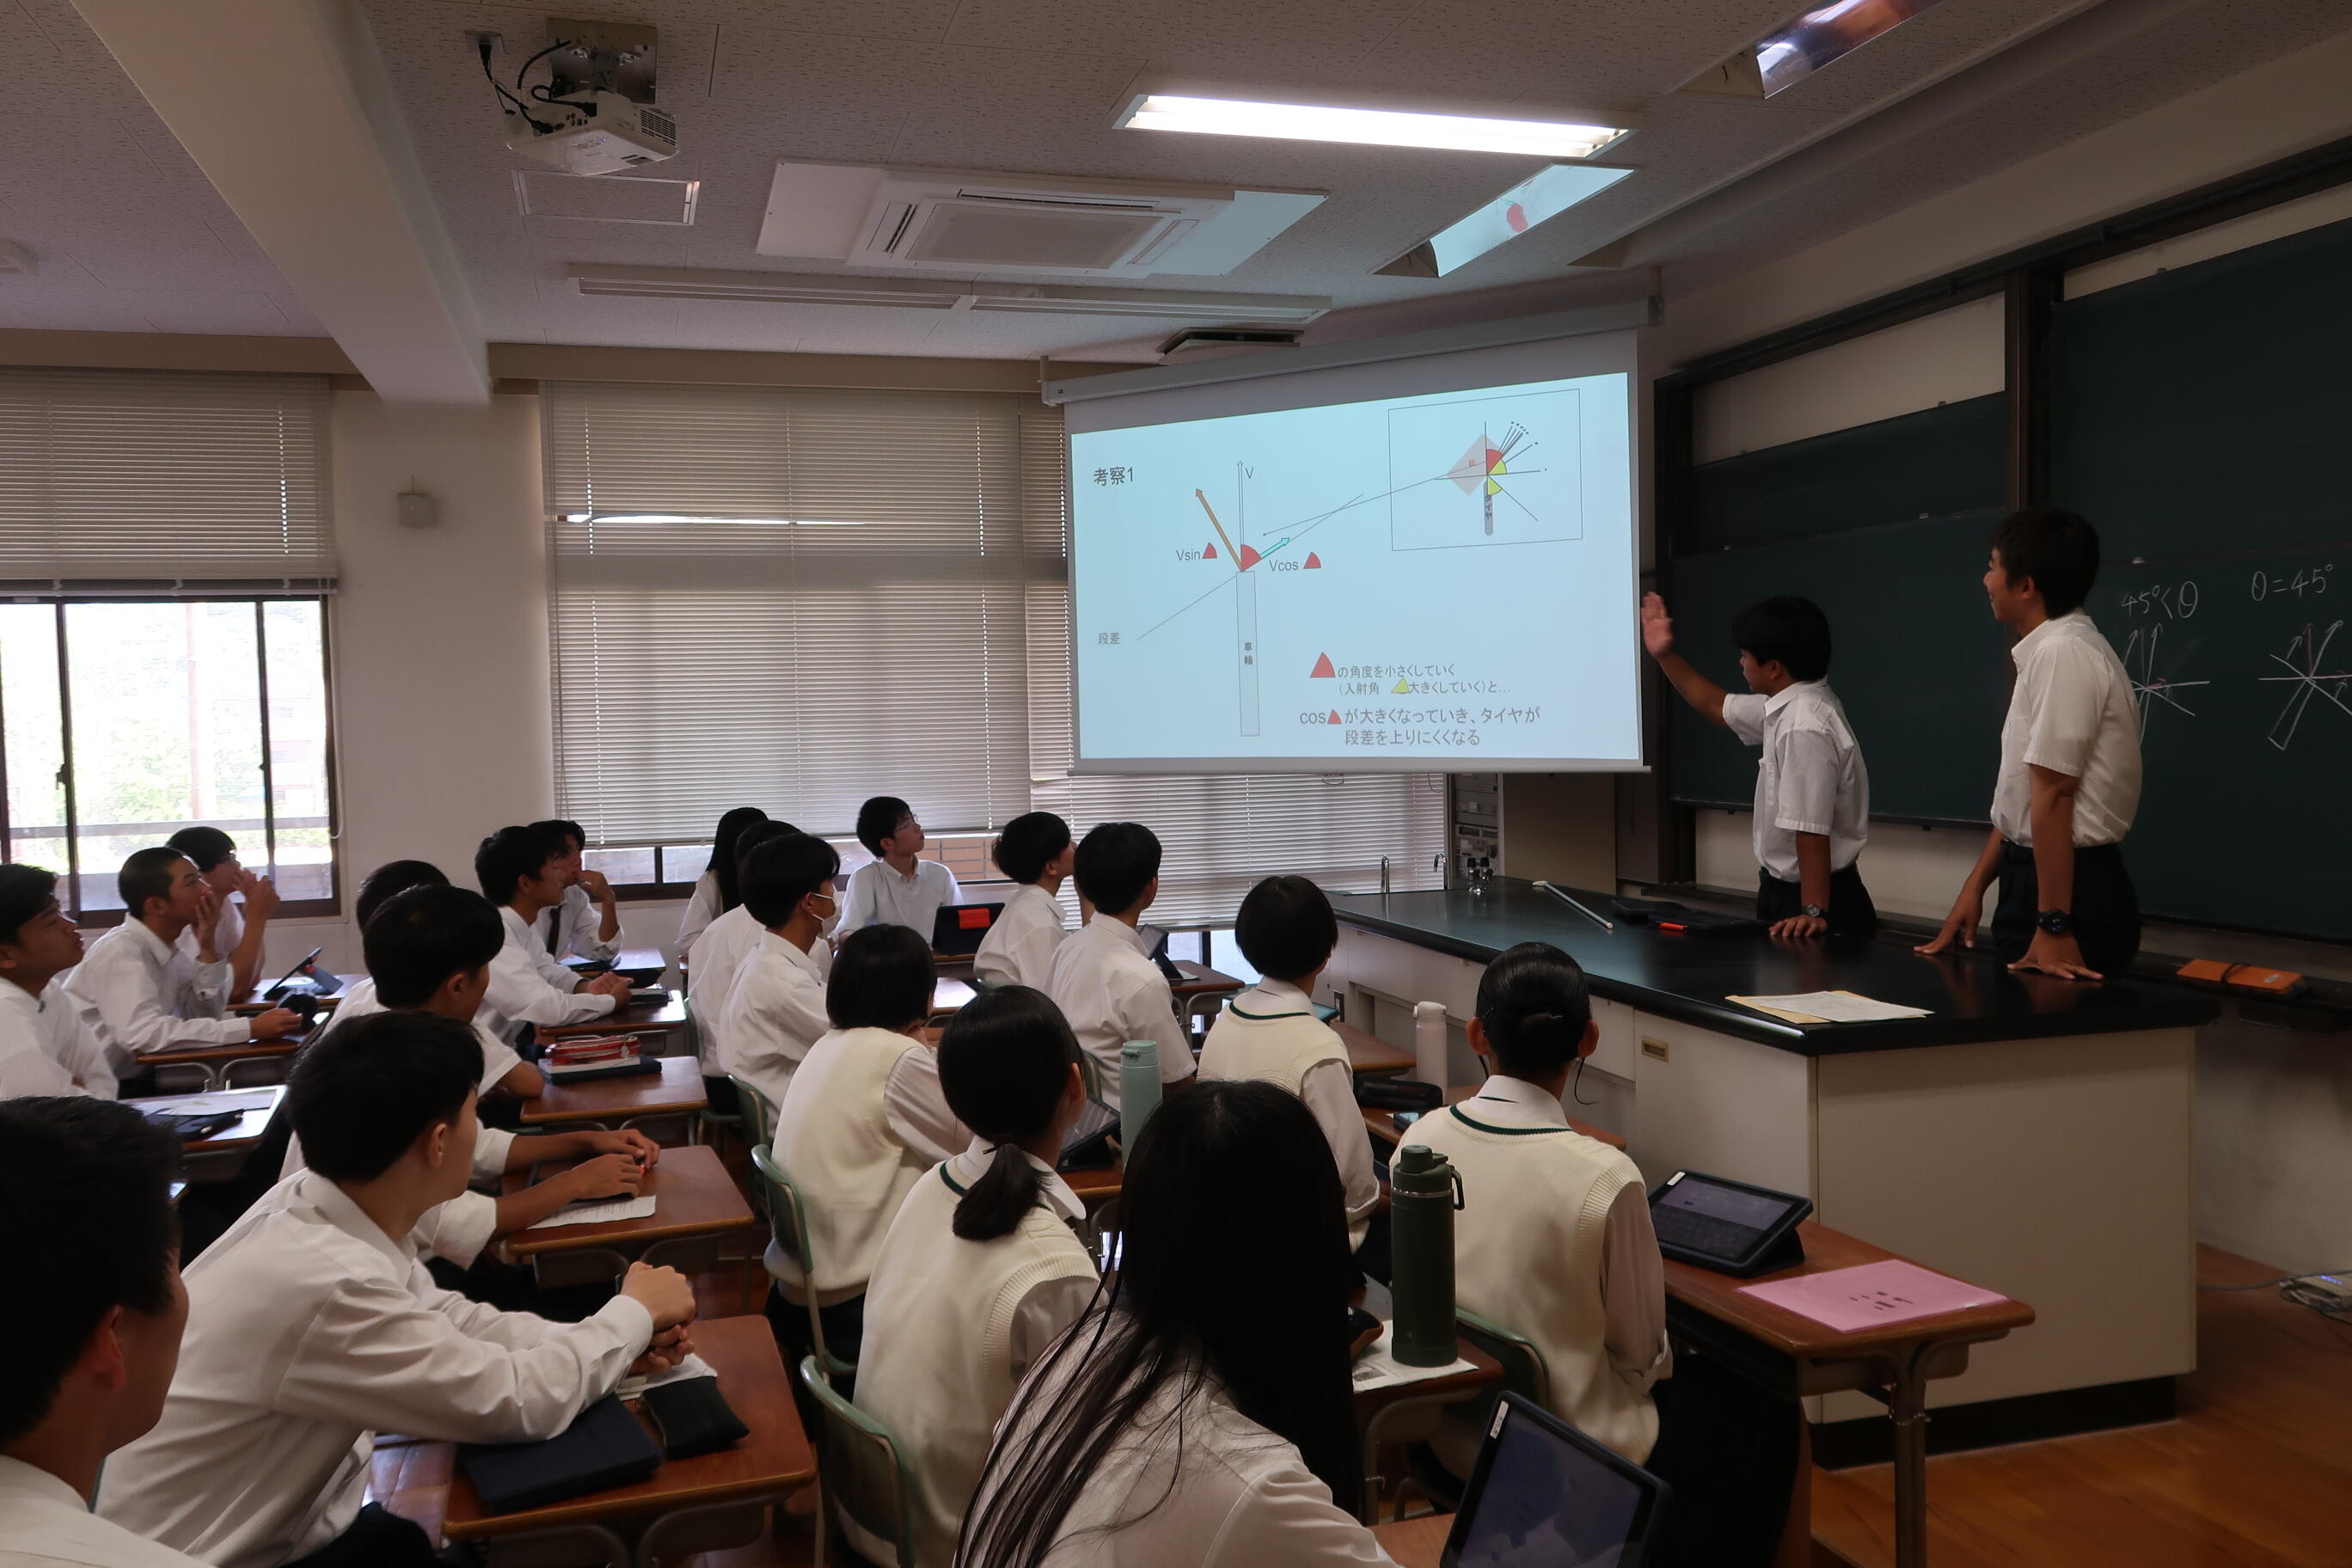 考察1
V
Vsin
Vcos
段差
車輪
の角度を小さくしていく
(入射角 大きくしていく)と...
cos が大きくなっていき、タイヤが
段差を上りにくくなる
45°<θ
θ=45°